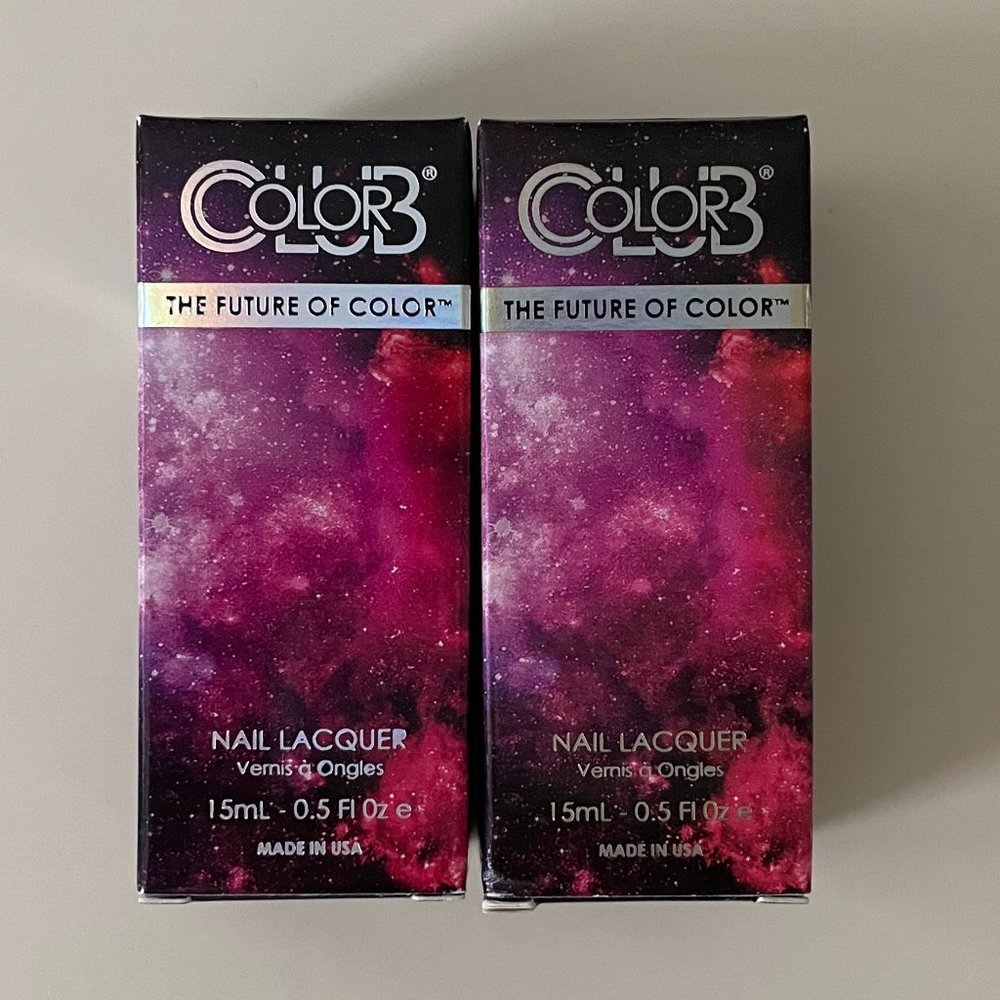 COLOR CLUB®
THE FUTURE OF COLOR™
NAIL LACQUER
Vernis à Ongles
15mL - 0.5 Fl Oz e
MADE IN USA
COLOR CLUB®
THE FUTURE OF COLOR™
NAIL LACQUER
Vernis à Ongles
15mL - 0.5 Fl Oz e
MADE IN USA